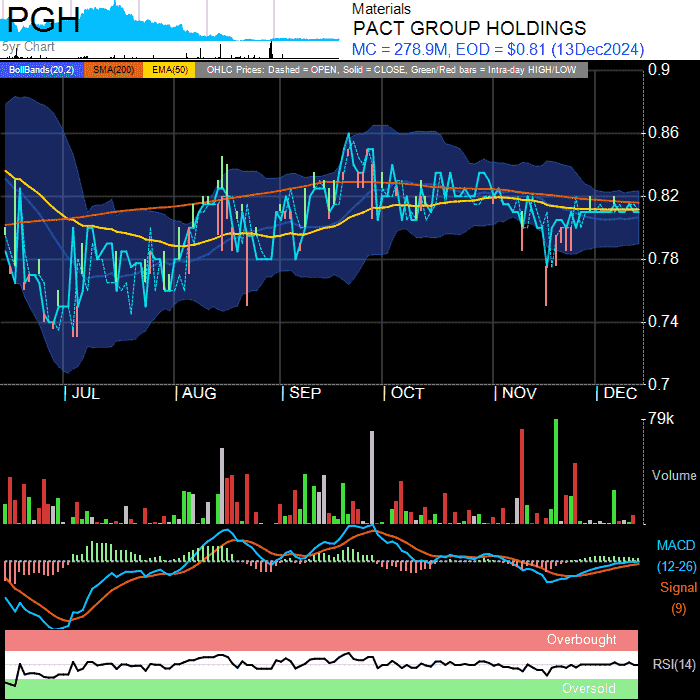 PGH
5yr Chart
Materials
PACT GROUP HOLDINGS
MC = 278.9M, EOD = $0.81 (13Dec2024)
BollBands(20,2) SMA(200) EMA(50) OHLC Prices: Dashed = OPEN, Solid = CLOSE, Green/Red bars = Intra-day HIGH/LOW
0.9
0.86
0.82
0.78
0.74
0.7
JUL AUG SEP OCT NOV DEC
79k
Volume
MACD
(12-26)
Signal
(9)
Overbought
RSI(14)
Oversold